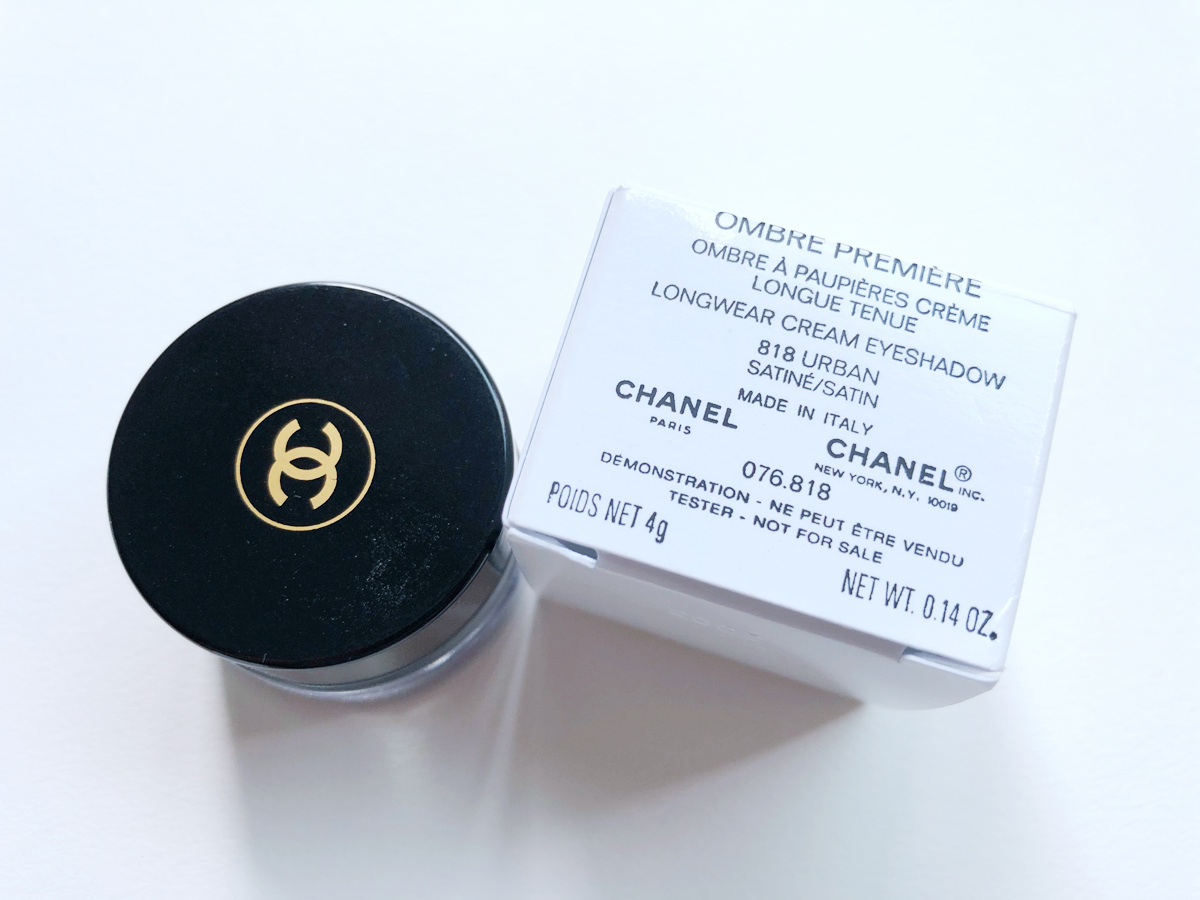 OMBRE PREMIÈRE
OMBRE À PAUPIÈRES CRÈME
LONGUE TENUE
LONGWEAR CREAM EYESHADOW
818 URBAN
SATINÉ/SATIN
MADE IN ITALY
CHANEL
PARIS
CHANEL®
NEW YORK, N.Y. 10019 INC.
076.818
DÉMONSTRATION - NE PEUT ÊTRE VENDU
TESTER - NOT FOR SALE
POIDS NET 4g
NET WT. 0.14 OZ.